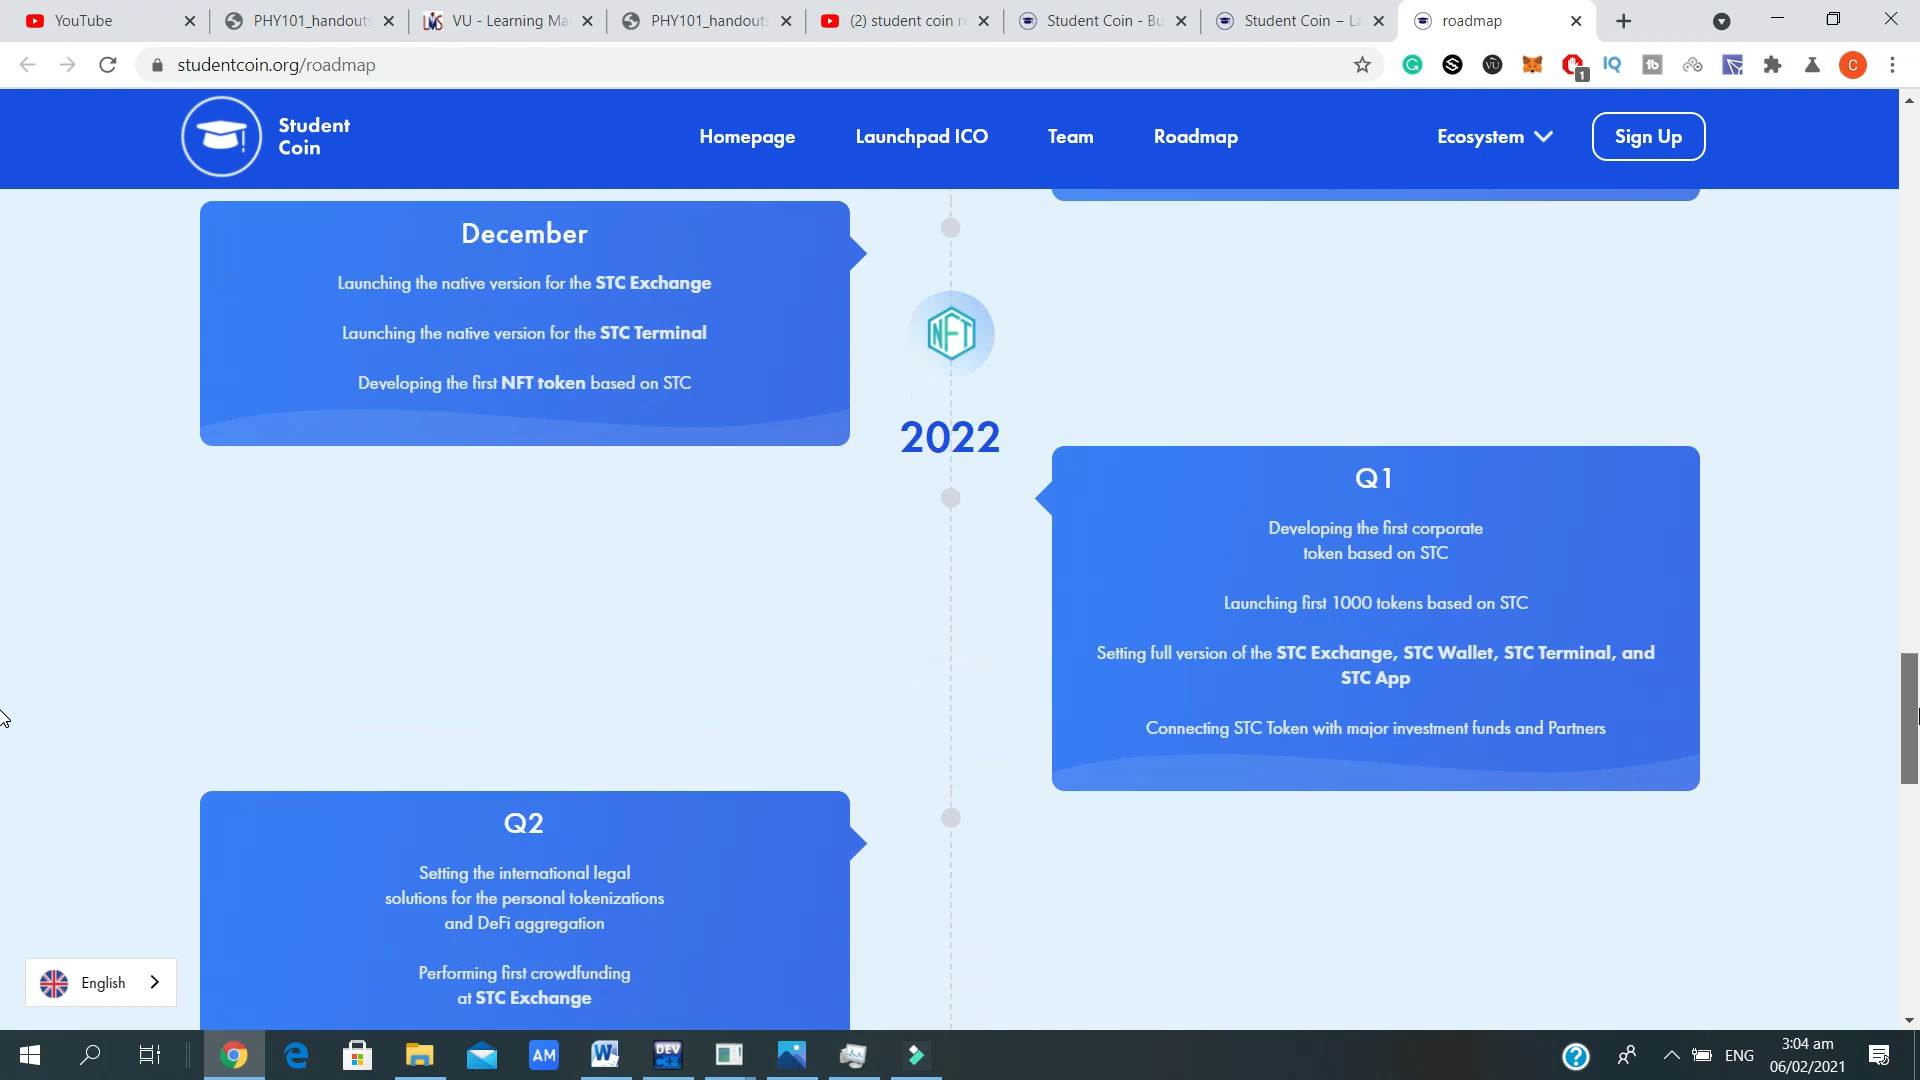 YouTube
PHY101_handouts
VU - Learning Ma
PHY101_handouts
(2) student coin re
Student Coin - Bu
Student Coin – La
roadmap
studentcoin.org/roadmap
1
C
Student
Coin
Homepage
Launchpad ICO
Team
Roadmap
Ecosystem
Sign Up
December
Launching the native version for the STC Exchange
Launching the native version for the STC Terminal
Developing the first NFT token based on STC
NFT
2022
Q1
Developing the first corporate
token based on STC
Launching first 1000 tokens based on STC
Setting full version of the STC Exchange, STC Wallet, STC Terminal, and
STC App
Connecting STC Token with major investment funds and Partners
Q2
Setting the international legal
solutions for the personal tokenizations
and DeFi aggregation
Performing first crowdfunding
at STC Exchange
English
AM
DEV
ENG
3:04 am
06/02/2021